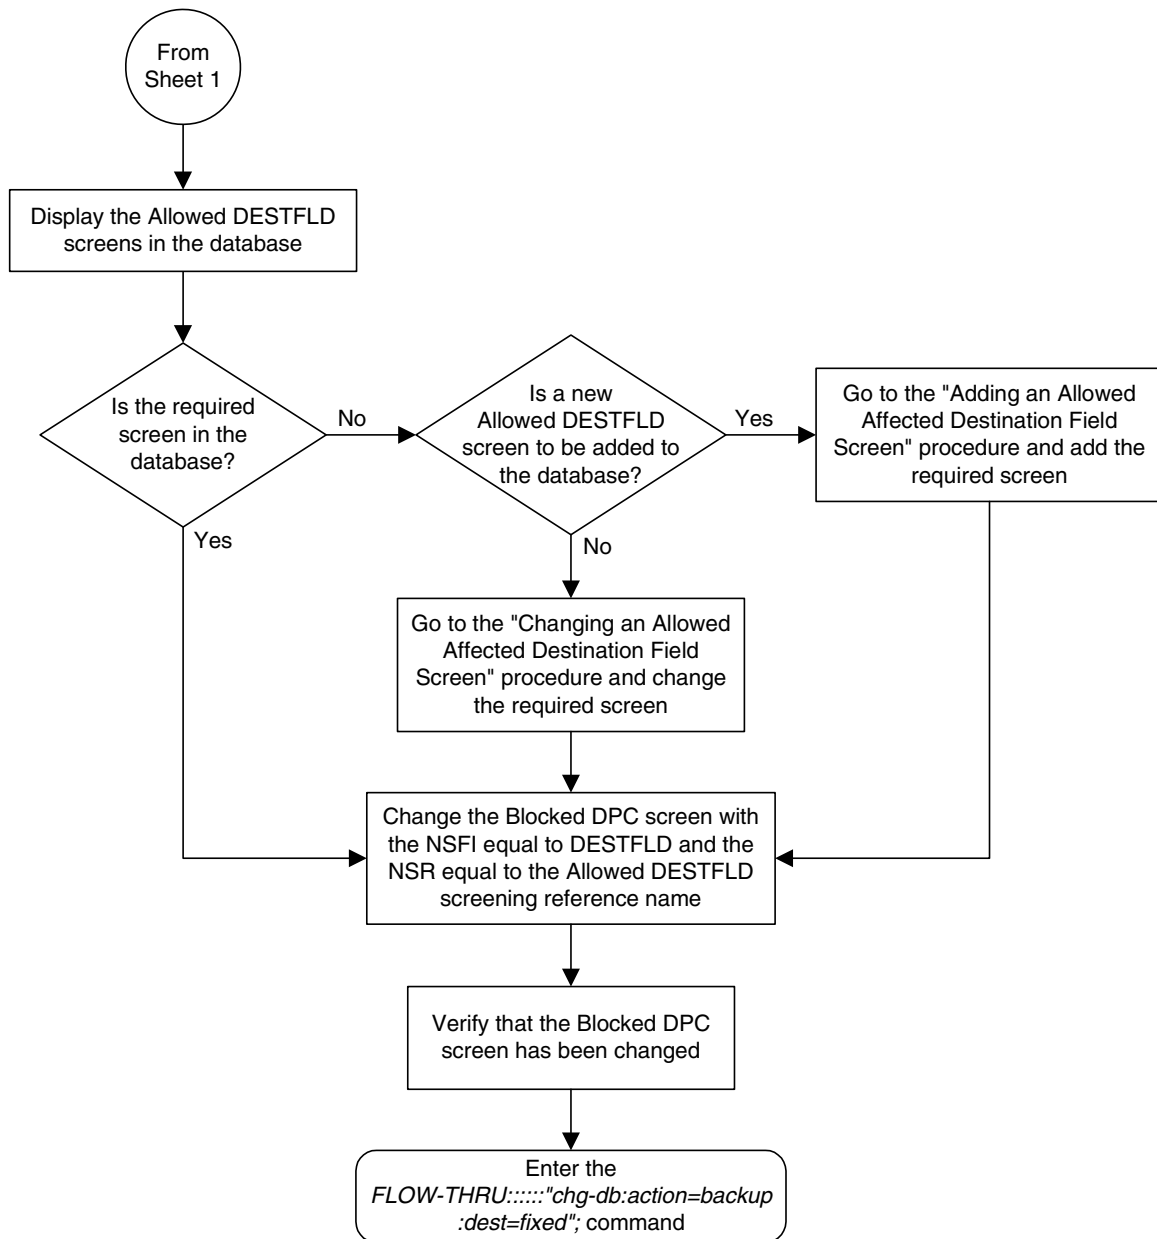 From
Sheet 1
Display the Allowed DESTFLD
screens in the database
Is the required
screen in the
database?
No
Yes
Is a new
Allowed DESTFLD
screen to be added to
the database?
Yes
No
Go to the "Adding an Allowed
Affected Destination Field
Screen" procedure and add the
required screen
Go to the "Changing an Allowed
Affected Destination Field
Screen" procedure and change
the required screen
Change the Blocked DPC screen with
the NSFI equal to DESTFLD and the
NSR equal to the Allowed DESTFLD
screening reference name
Verify that the Blocked DPC
screen has been changed
Enter the
FLOW-THRU::::::"chg-db:action=backup
:dest=fixed"; command